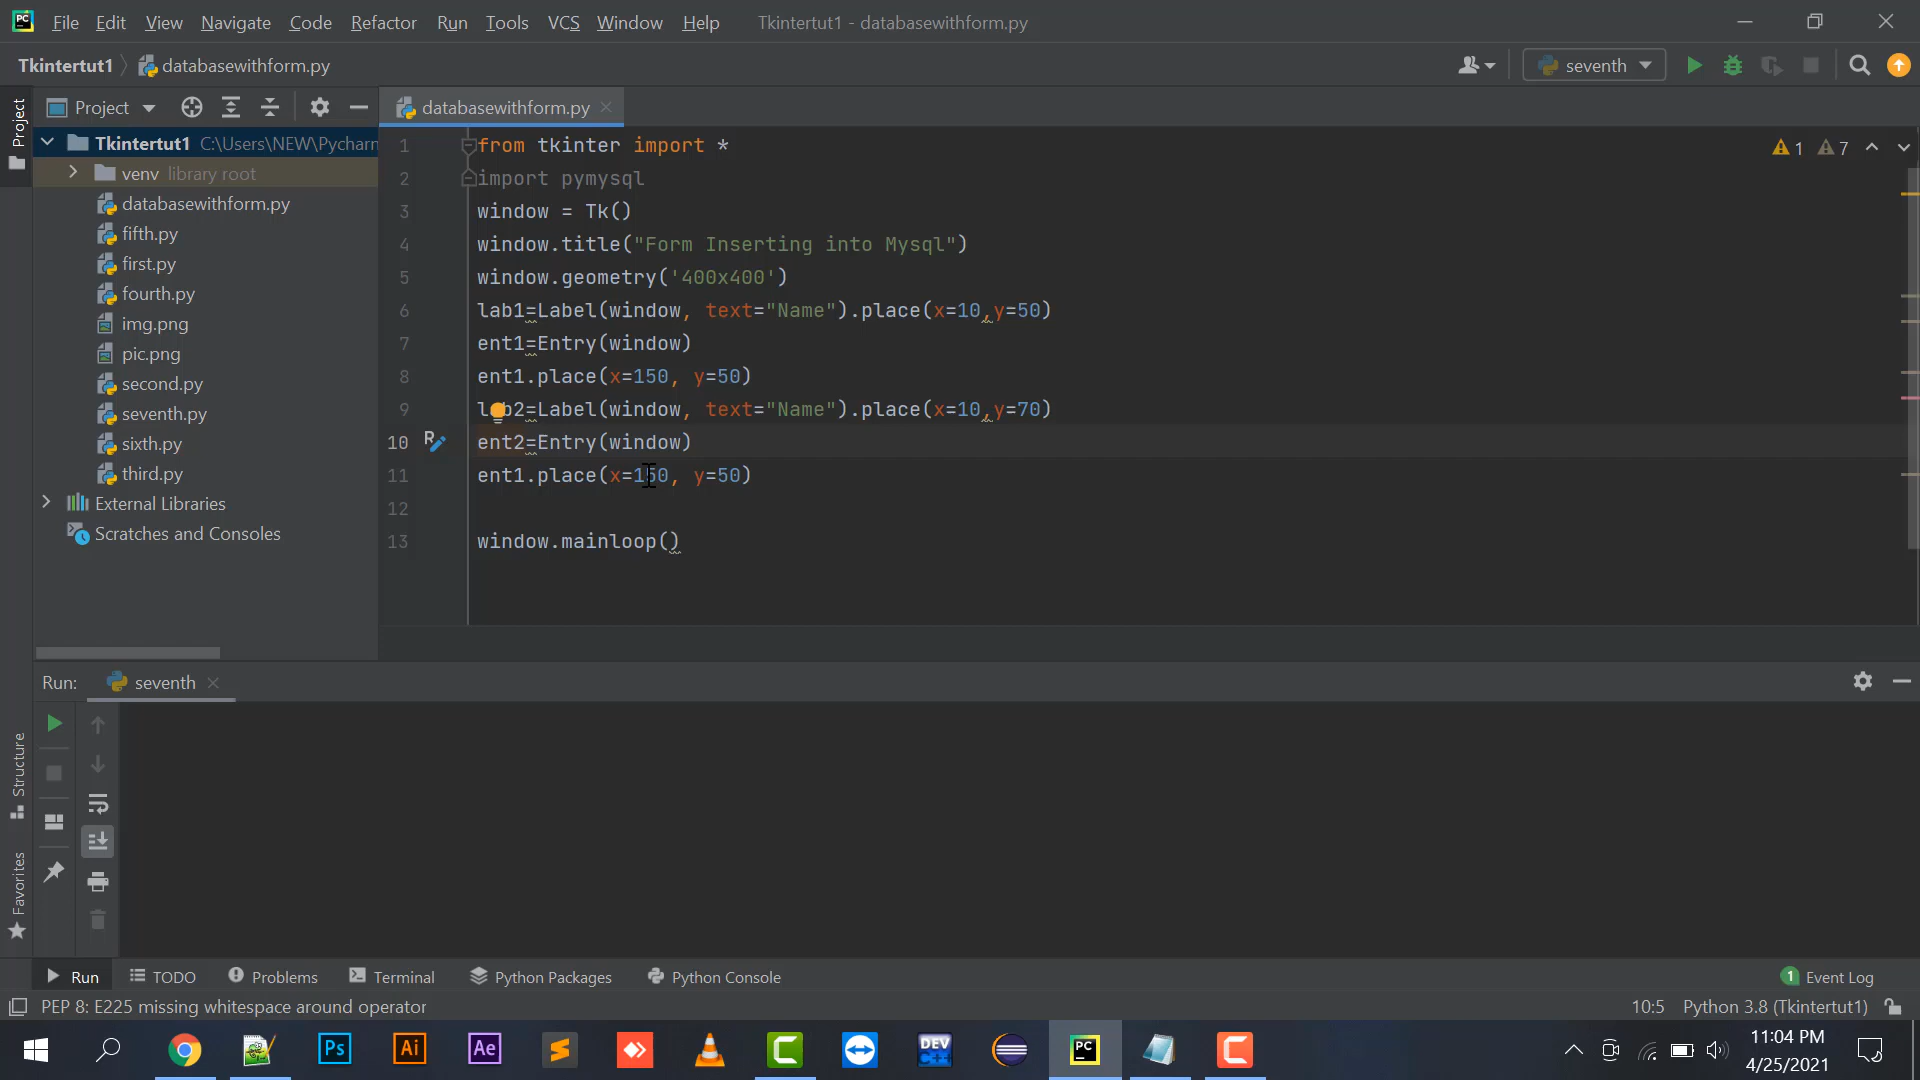 File Edit View Navigate Code Refactor Run Tools VCS Window Help Tkintertut1 - databasewithform.py
Tkintertut1 databasewithform.py seventh
Project databasewithform.py
Project
Tkintertut1 C:\Users\NEW\Pycharm
venv library root
databasewithform.py
fifth.py
first.py
fourth.py
img.png
pic.png
second.py
seventh.py
sixth.py
third.py
External Libraries
Scratches and Consoles
1 from tkinter import *
2 import pymysql
3 window = Tk()
4 window.title("Form Inserting into Mysql")
5 window.geometry('400x400')
6 lab1=Label(window, text="Name").place(x=10,y=50)
7 ent1=Entry(window)
8 ent1.place(x=150, y=50)
9 lab2=Label(window, text="Name").place(x=10,y=70)
10 ent2=Entry(window)
11 ent1.place(x=150, y=50)
12
13 window.mainloop()
1 7
Run: seventh
Structure
Favorites
Run TODO Problems Terminal Python Packages Python Console 1 Event Log
PEP 8: E225 missing whitespace around operator 10:5 Python 3.8 (Tkintertut1)
Ps Ai Ae DEV C++ PC
11:04 PM
4/25/2021